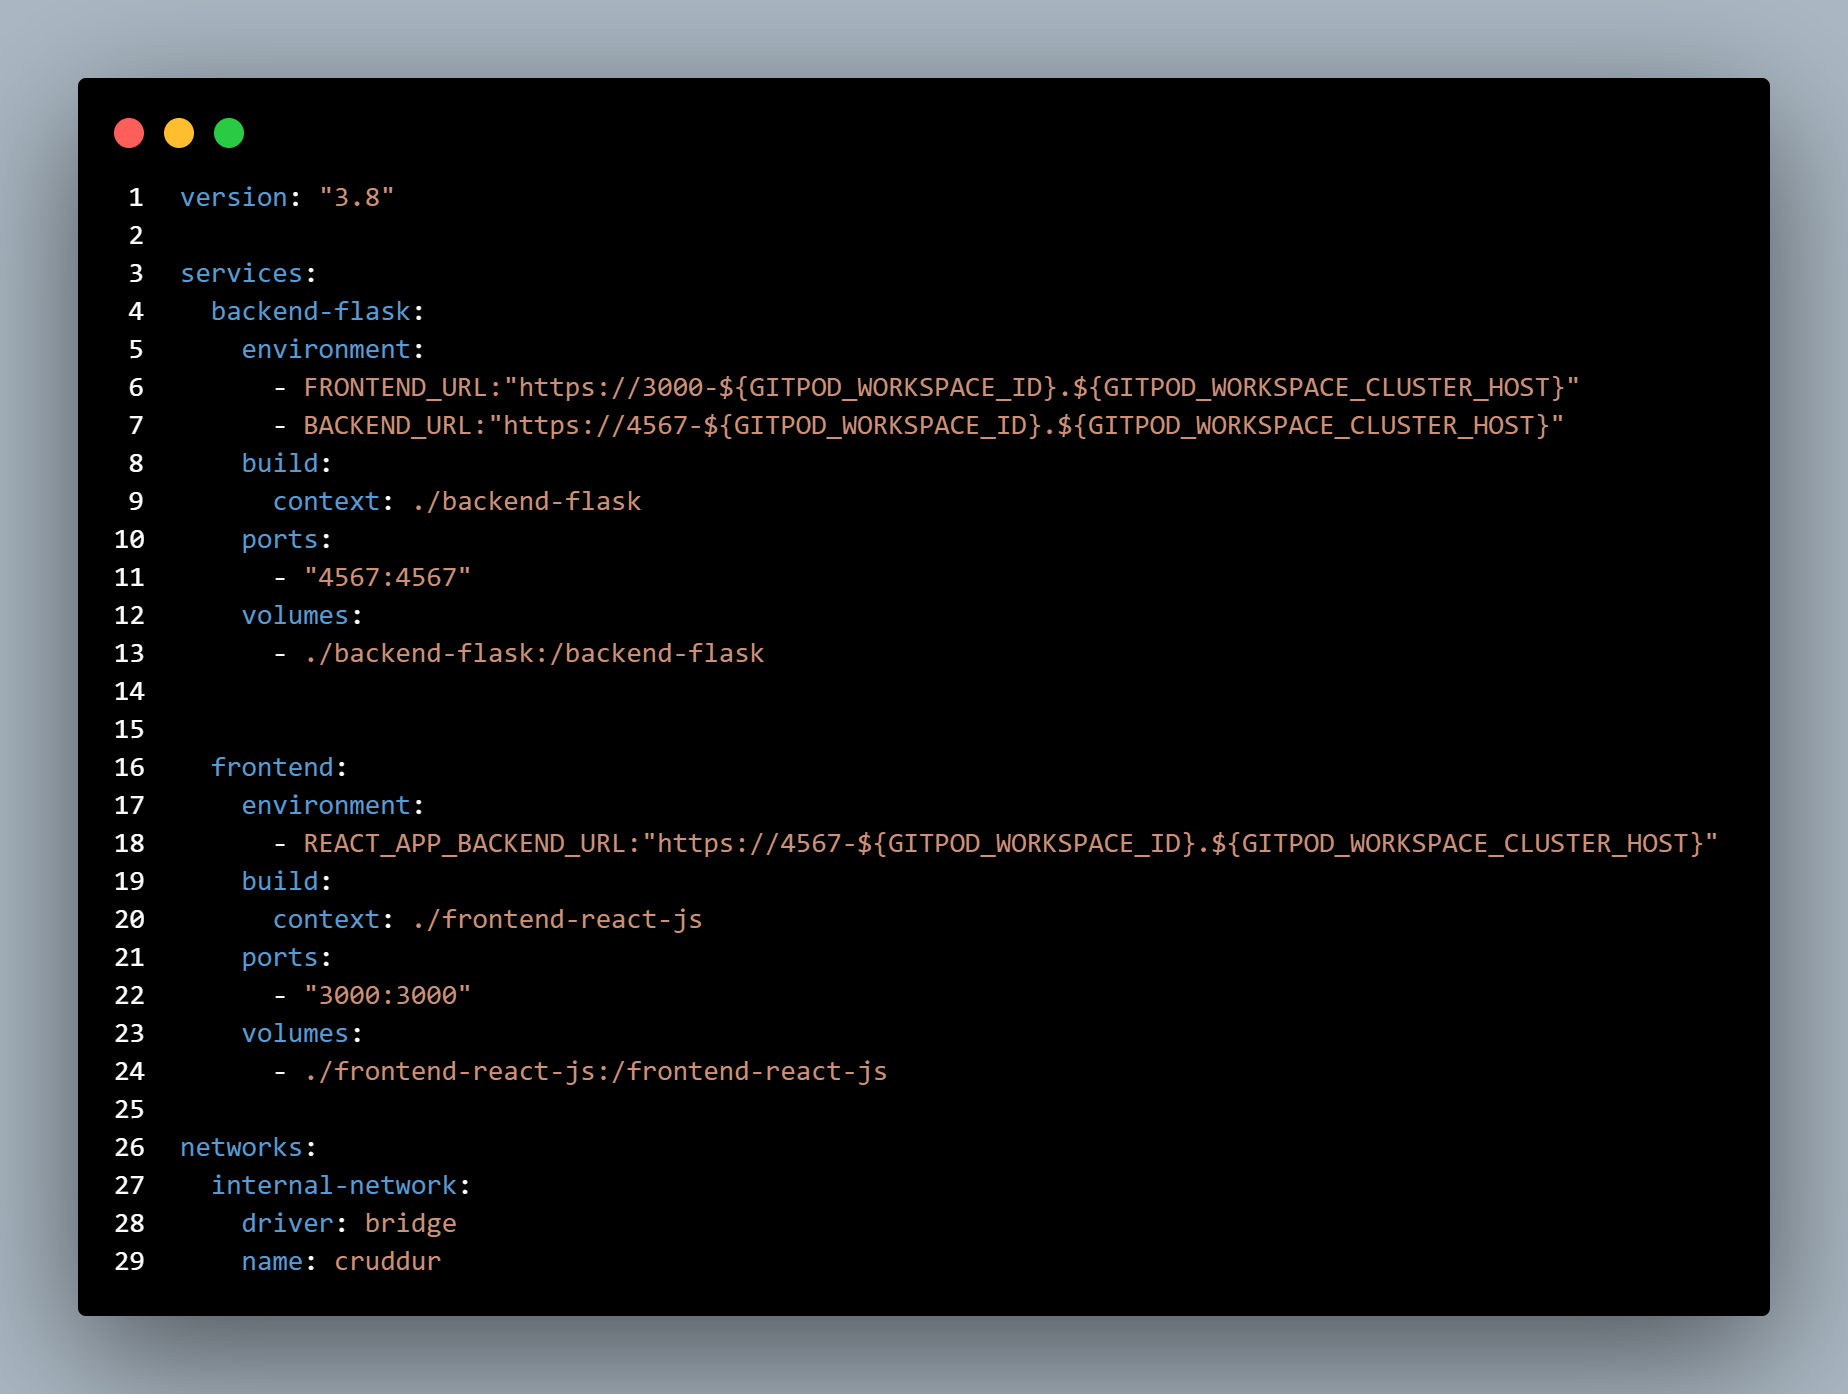 1 version: "3.8"
2
3 services:
4   backend-flask:
5     environment:
6       - FRONTEND_URL:"https://3000-${GITPOD_WORKSPACE_ID}.${GITPOD_WORKSPACE_CLUSTER_HOST}"
7       - BACKEND_URL:"https://4567-${GITPOD_WORKSPACE_ID}.${GITPOD_WORKSPACE_CLUSTER_HOST}"
8     build:
9       context: ./backend-flask
10     ports:
11       - "4567:4567"
12     volumes:
13       - ./backend-flask:/backend-flask
14
15
16   frontend:
17     environment:
18       - REACT_APP_BACKEND_URL:"https://4567-${GITPOD_WORKSPACE_ID}.${GITPOD_WORKSPACE_CLUSTER_HOST}"
19     build:
20       context: ./frontend-react-js
21     ports:
22       - "3000:3000"
23     volumes:
24       - ./frontend-react-js:/frontend-react-js
25
26 networks:
27   internal-network:
28     driver: bridge
29     name: cruddur